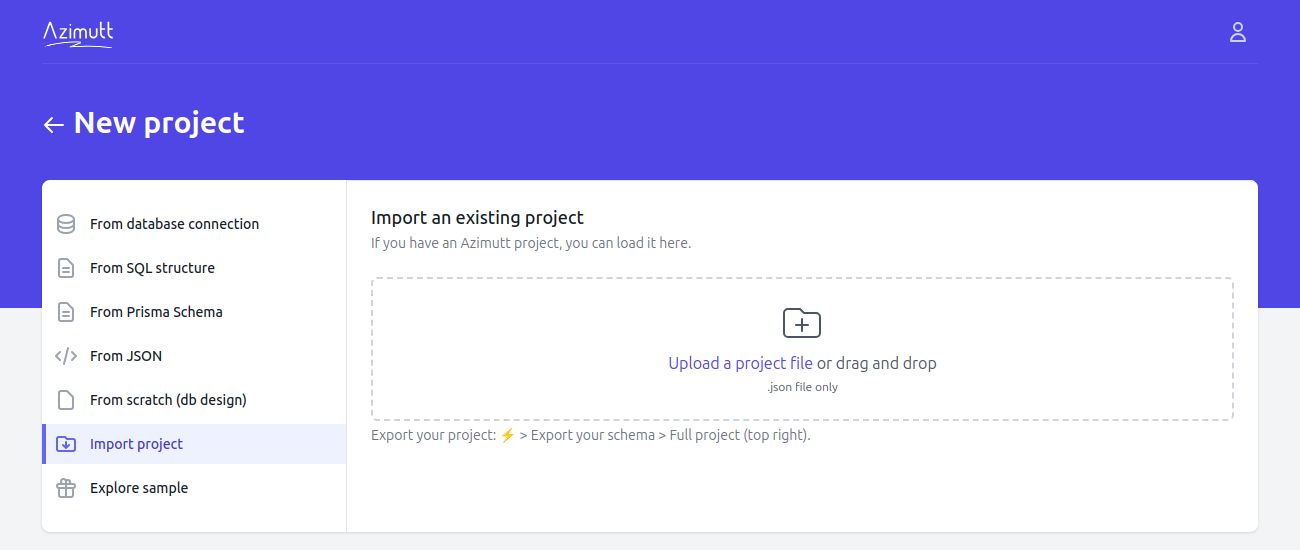 Azimutt
New project
From database connection
From SQL structure
From Prisma Schema
From JSON
From scratch (db design)
Import project
Explore sample
Import an existing project
If you have an Azimutt project, you can load it here.
Upload a project file or drag and drop
.json file only
Export your project: ⚡ > Export your schema > Full project (top right).